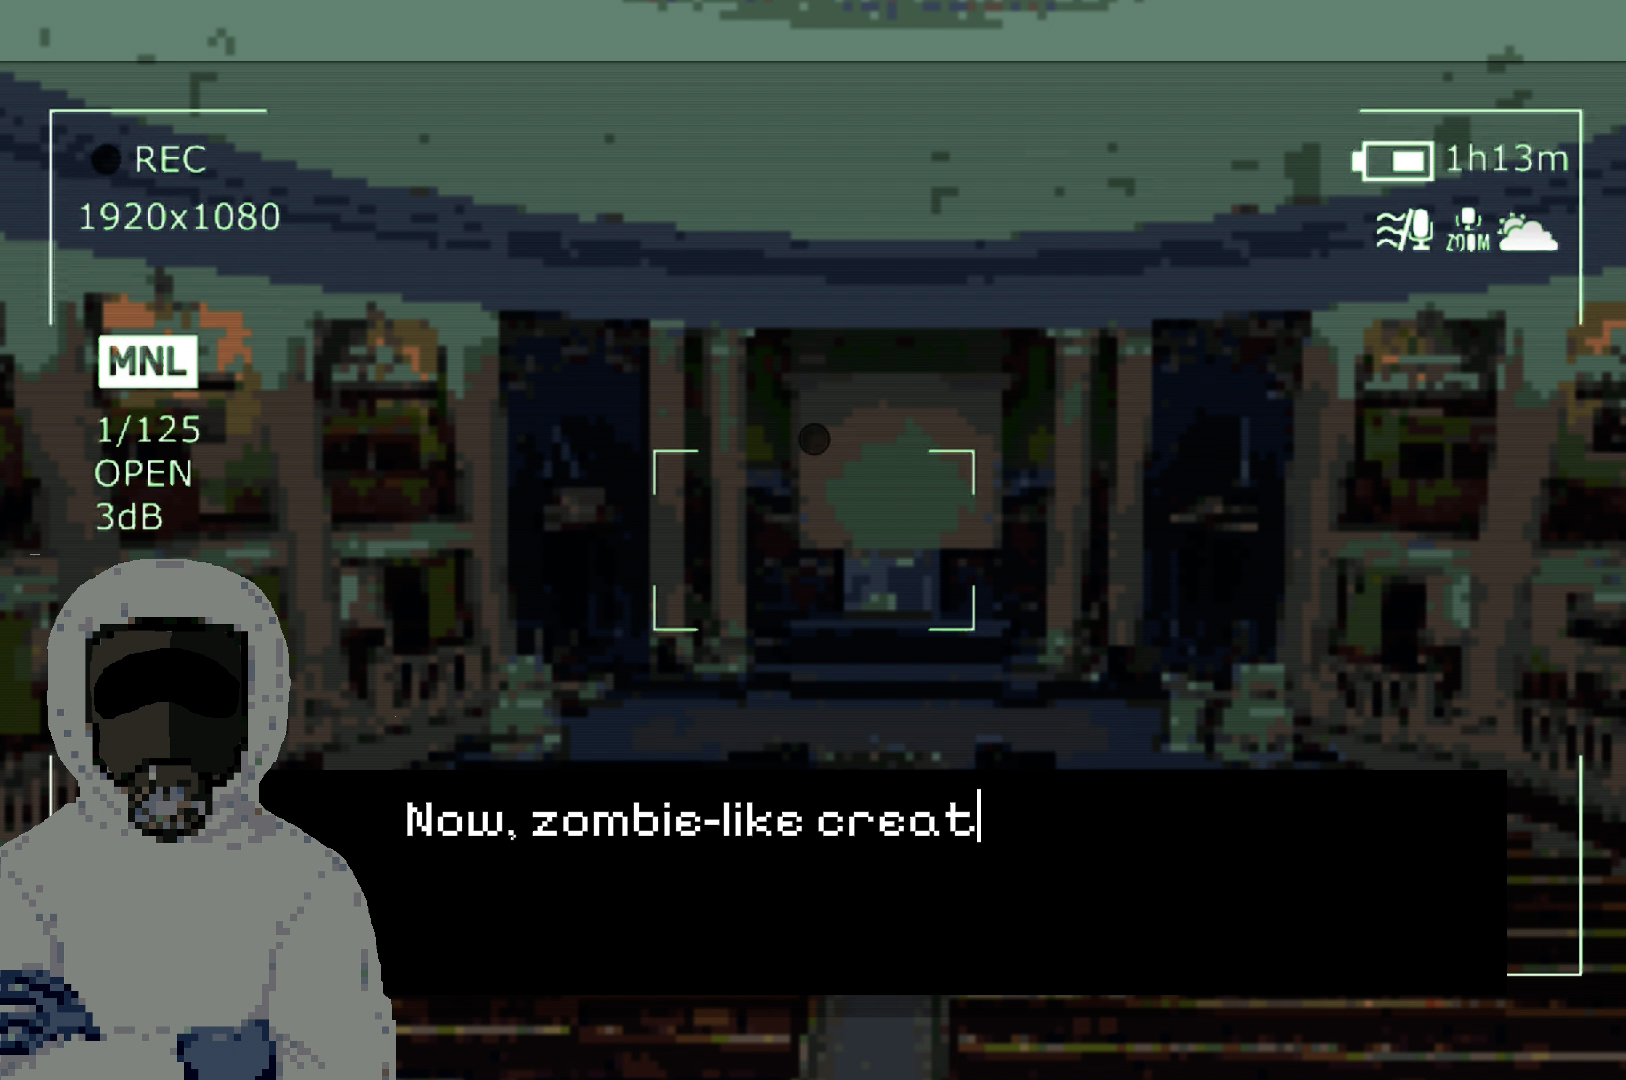 REC
1920x1080
1h13m
ZOOM
MNL
1/125
OPEN
3dB
Now, zombie-like creat